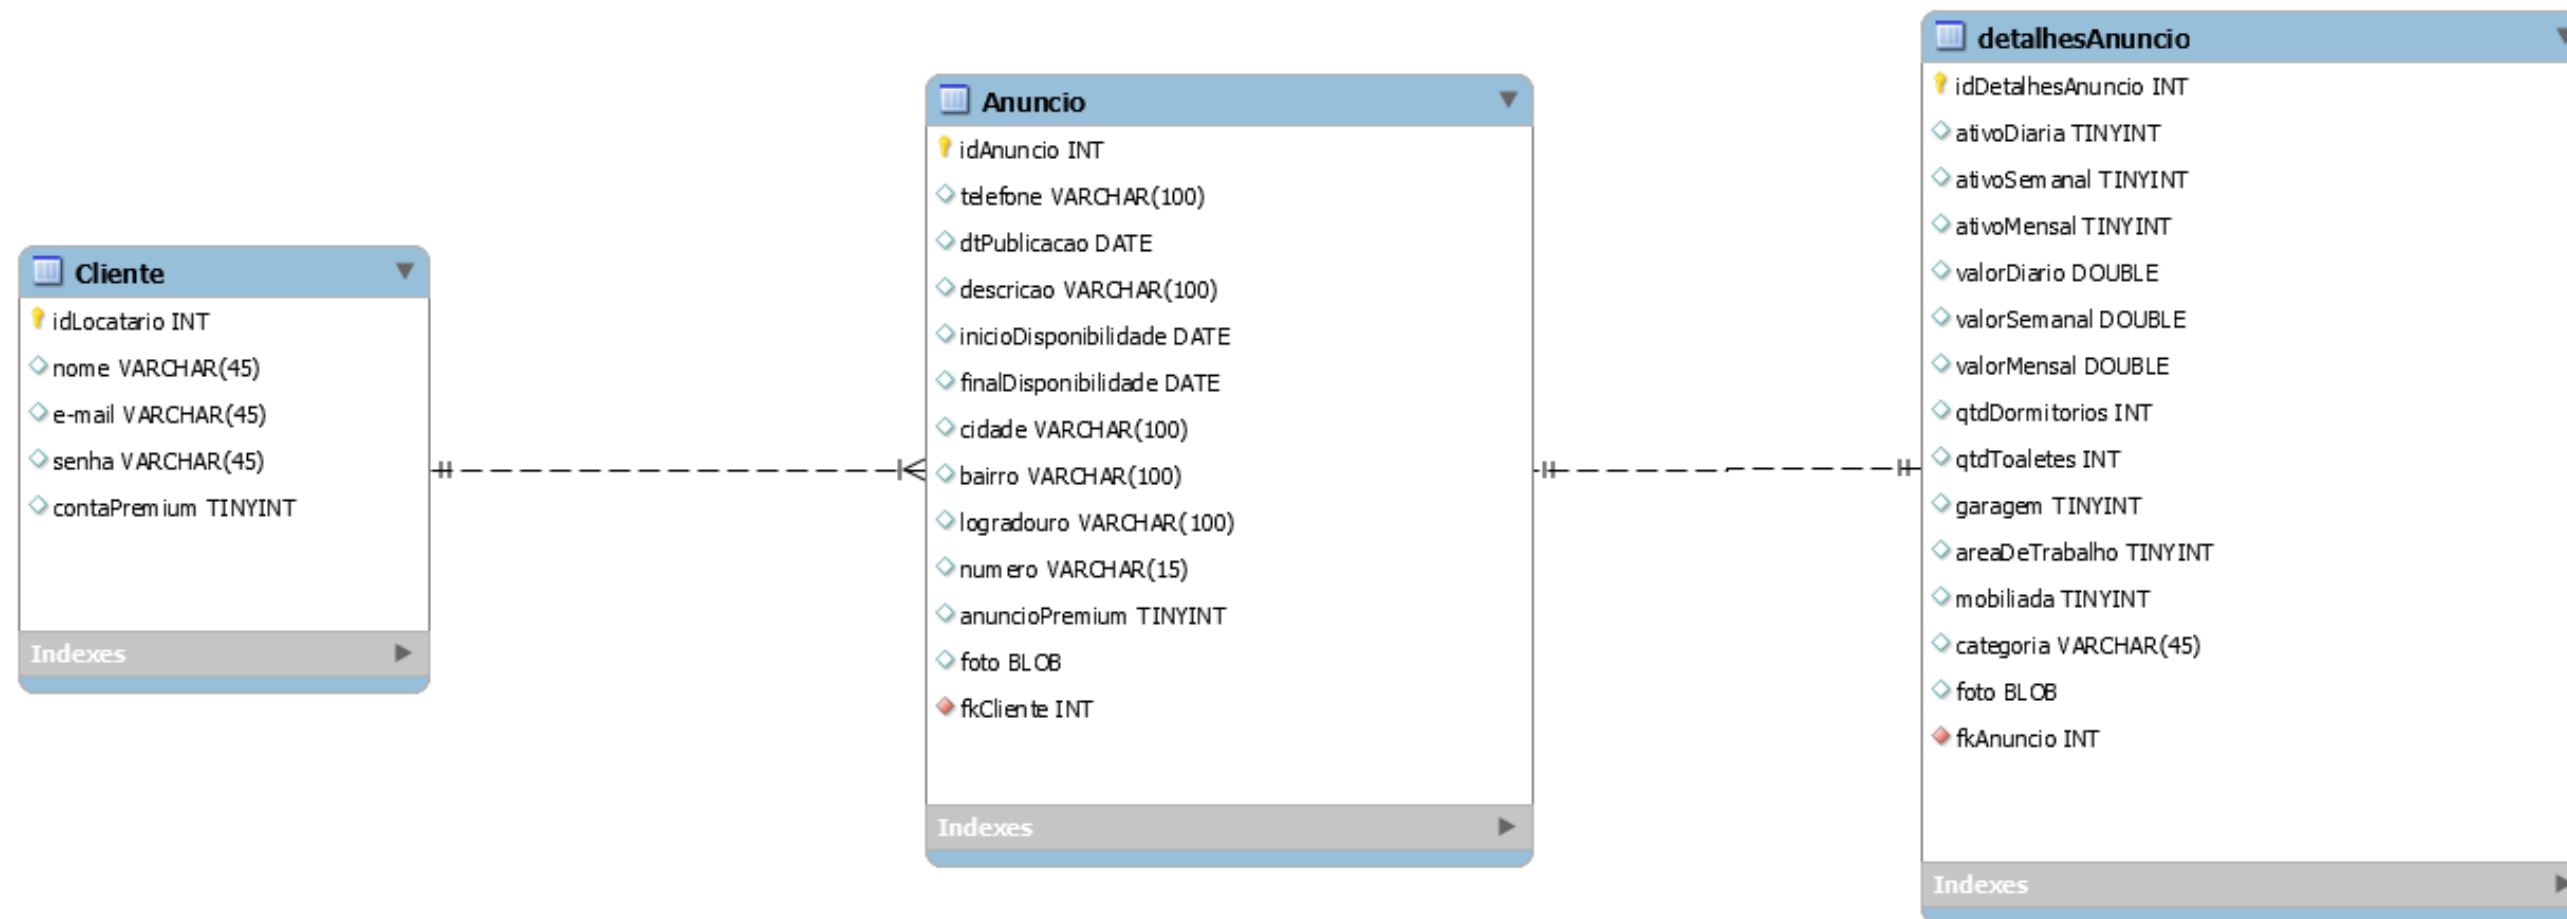 Cliente
idLocatario INT
nome VARCHAR(45)
e-mail VARCHAR(45)
senha VARCHAR(45)
contaPremium TINYINT
Indexes
Anuncio
idAnuncio INT
telefone VARCHAR(100)
dtPublicacao DATE
descricao VARCHAR(100)
inicioDisponibilidade DATE
finalDisponibilidade DATE
cidade VARCHAR(100)
bairro VARCHAR(100)
logradouro VARCHAR(100)
numero VARCHAR(15)
anuncioPremium TINYINT
foto BLOB
fkCliente INT
Indexes
detalhesAnuncio
idDetalhesAnuncio INT
ativoDiaria TINYINT
ativoSemanal TINYINT
ativoMensal TINYINT
valorDiario DOUBLE
valorSemanal DOUBLE
valorMensal DOUBLE
qtdDormitorios INT
qtdToaletes INT
garagem TINYINT
areaDeTrabalho TINYINT
mobiliada TINYINT
categoria VARCHAR(45)
foto BLOB
fkAnuncio INT
Indexes